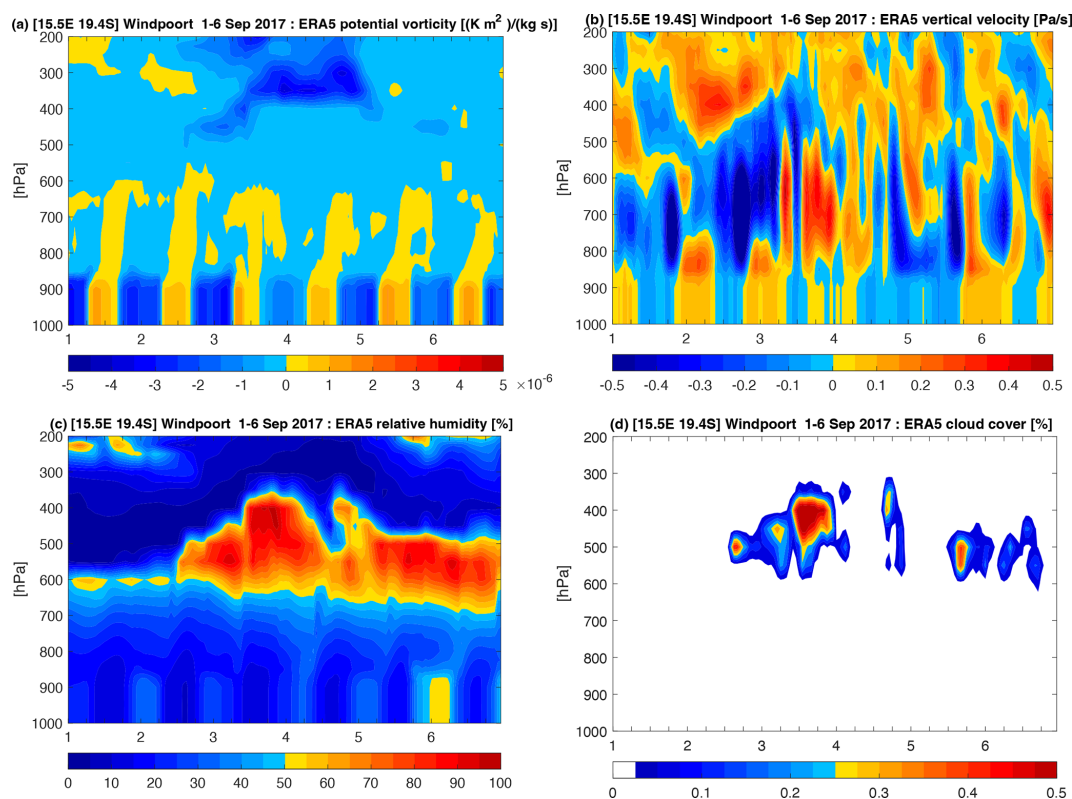 (a) [15.5E 19.4S] Windpoort 1-6 Sep 2017 : ERA5 potential vorticity [(K m² )/(kg s)]
200
300
400
500
600
700
800
900
1000
[hPa]
1 2 3 4 5 6
-5 -4 -3 -2 -1 0 1 2 3 4 5 ×10⁻⁶
(b) [15.5E 19.4S] Windpoort 1-6 Sep 2017 : ERA5 vertical velocity [Pa/s]
200
300
400
500
600
700
800
900
1000
[hPa]
1 2 3 4 5 6
-0.5 -0.4 -0.3 -0.2 -0.1 0 0.1 0.2 0.3 0.4 0.5
(c) [15.5E 19.4S] Windpoort 1-6 Sep 2017 : ERA5 relative humidity [%]
200
300
400
500
600
700
800
900
1000
[hPa]
1 2 3 4 5 6
0 10 20 30 40 50 60 70 80 90 100
(d) [15.5E 19.4S] Windpoort 1-6 Sep 2017 : ERA5 cloud cover [%]
200
300
400
500
600
700
800
900
1000
[hPa]
1 2 3 4 5 6
0 0.1 0.2 0.3 0.4 0.5